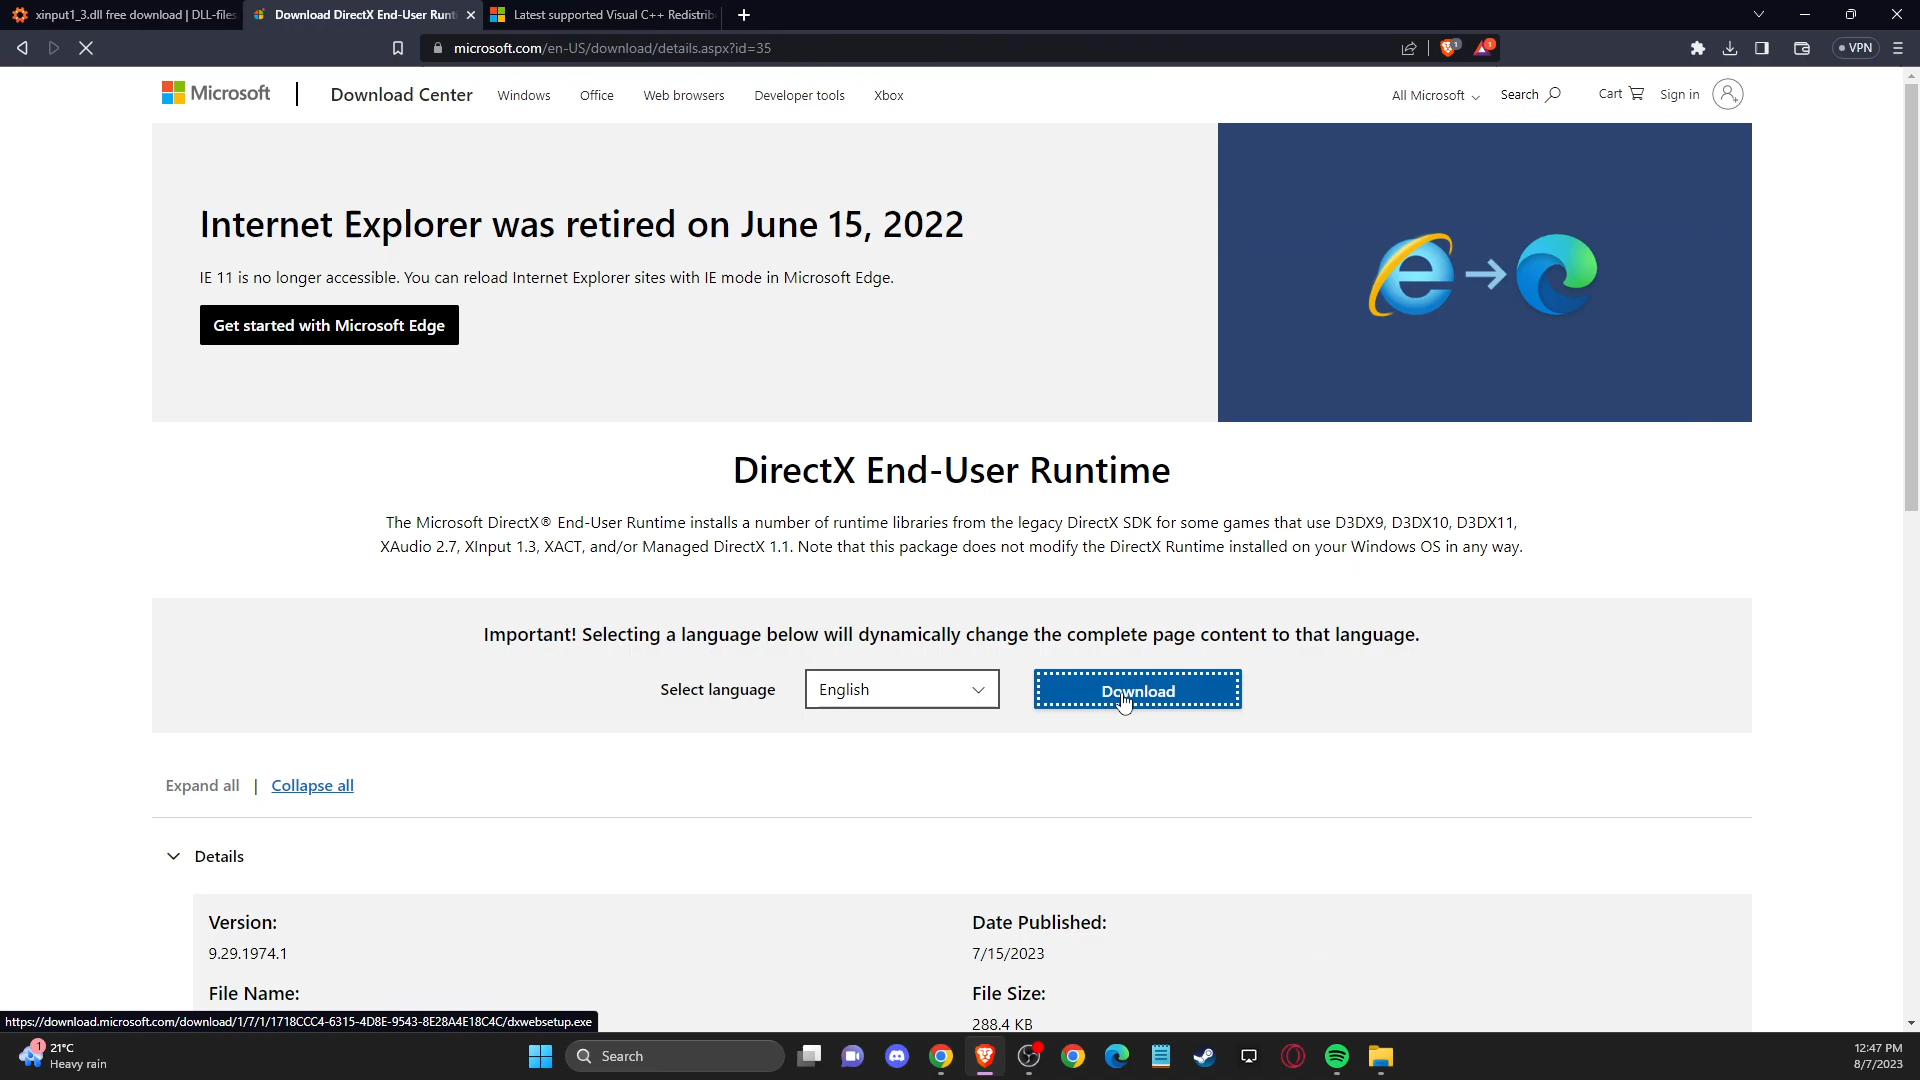 xinput1_3.dll free download | DLL-files
Download DirectX End-User Runti
Latest supported Visual C++ Redistrib
microsoft.com/en-US/download/details.aspx?id=35
1
1
VPN
Microsoft
Download Center
Windows
Office
Web browsers
Developer tools
Xbox
All Microsoft
Search
Cart
Sign in
Internet Explorer was retired on June 15, 2022
IE 11 is no longer accessible. You can reload Internet Explorer sites with IE mode in Microsoft Edge.
Get started with Microsoft Edge
DirectX End-User Runtime
The Microsoft DirectX® End-User Runtime installs a number of runtime libraries from the legacy DirectX SDK for some games that use D3DX9, D3DX10, D3DX11,
XAudio 2.7, XInput 1.3, XACT, and/or Managed DirectX 1.1. Note that this package does not modify the DirectX Runtime installed on your Windows OS in any way.
Important! Selecting a language below will dynamically change the complete page content to that language.
Select language
English
Download
Expand all | Collapse all
Details
Version:
9.29.1974.1
Date Published:
7/15/2023
File Name:
File Size:
288.4 KB
https://download.microsoft.com/download/1/7/1/1718CCC4-6315-4D8E-9543-8E28A4E18C4C/dxwebsetup.exe
1
21°C
Heavy rain
Search
12:47 PM
8/7/2023